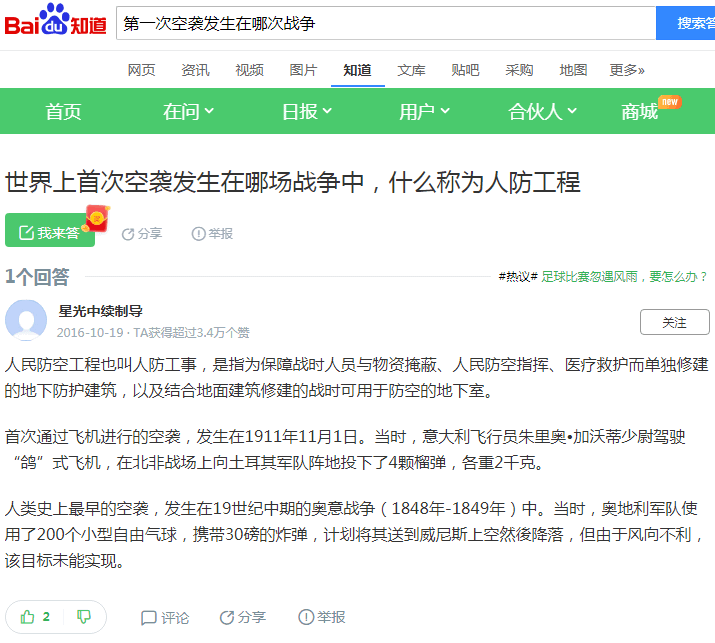 Bai du 知道
第一次空袭发生在哪次战争
搜索答
网页 资讯 视频 图片 知道 文库 贴吧 采购 地图 更多»
首页 在问 日报 用户 合伙人 商城 new
世界上首次空袭发生在哪场战争中，什么称为人防工程
我来答 分享 举报
1个回答
#热议# 足球比赛忽遇风雨，要怎么办？
星光中续制导
2016-10-19 · TA获得超过3.4万个赞
关注
人民防空工程也叫人防工事，是指为保障战时人员与物资掩蔽、人民防空指挥、医疗救护而单独修建
的地下防护建筑，以及结合地面建筑修建的战时可用于防空的地下室。
首次通过飞机进行的空袭，发生在1911年11月1日。当时，意大利飞行员朱里奥•加沃蒂少尉驾驶
“鸽”式飞机，在北非战场上向土耳其军队阵地投下了4颗榴弹，各重2千克。
人类史上最早的空袭，发生在19世纪中期的奥意战争（1848年-1849年）中。当时，奥地利军队使
用了200个小型自由气球，携带30磅的炸弹，计划将其送到威尼斯上空然後降落，但由于风向不利，
该目标未能实现。
2 评论 分享 举报